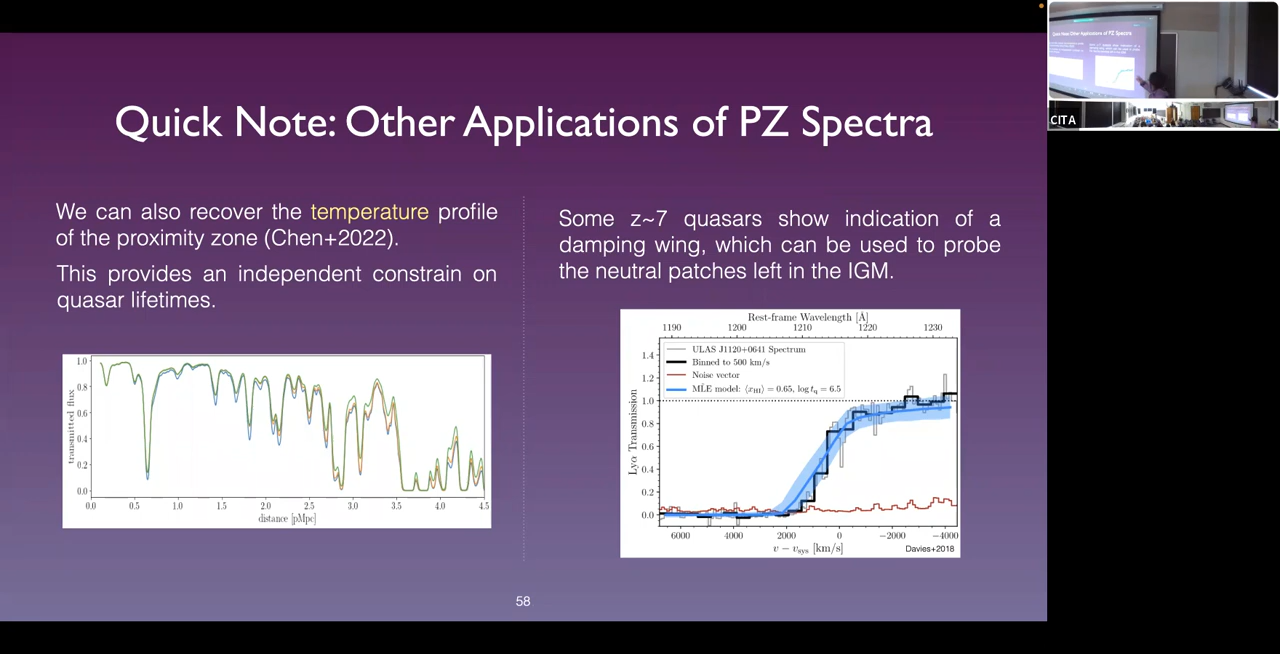 Quick Note: Other Applications of PZ Spectra
We can also recover the temperature profile
of the proximity zone (Chen+2022).
This provides an independent constrain on
quasar lifetimes.
Some z~7 quasars show indication of a
damping wing, which can be used to probe
the neutral patches left in the IGM.
transmitted flux
1.0
0.8
0.6
0.4
0.2
0.0
0.0 0.5 1.0 1.5 2.0 2.5 3.0 3.5 4.0 4.5
distance [pMpc]
Rest-frame Wavelength [Å]
1190 1200 1210 1220 1230
Lyα Transmission
1.4
1.2
1.0
0.8
0.6
0.4
0.2
0.0
ULAS J1120+0641 Spectrum
Binned to 500 km/s
Noise vector
MLE model: ⟨x_HI⟩ = 0.65, log t_q = 6.5
6000 4000 2000 0 −2000 −4000
v − v_sys [km/s]
Davies+2018
58
Quick Note: Other Applications of PZ Spectra
CITA